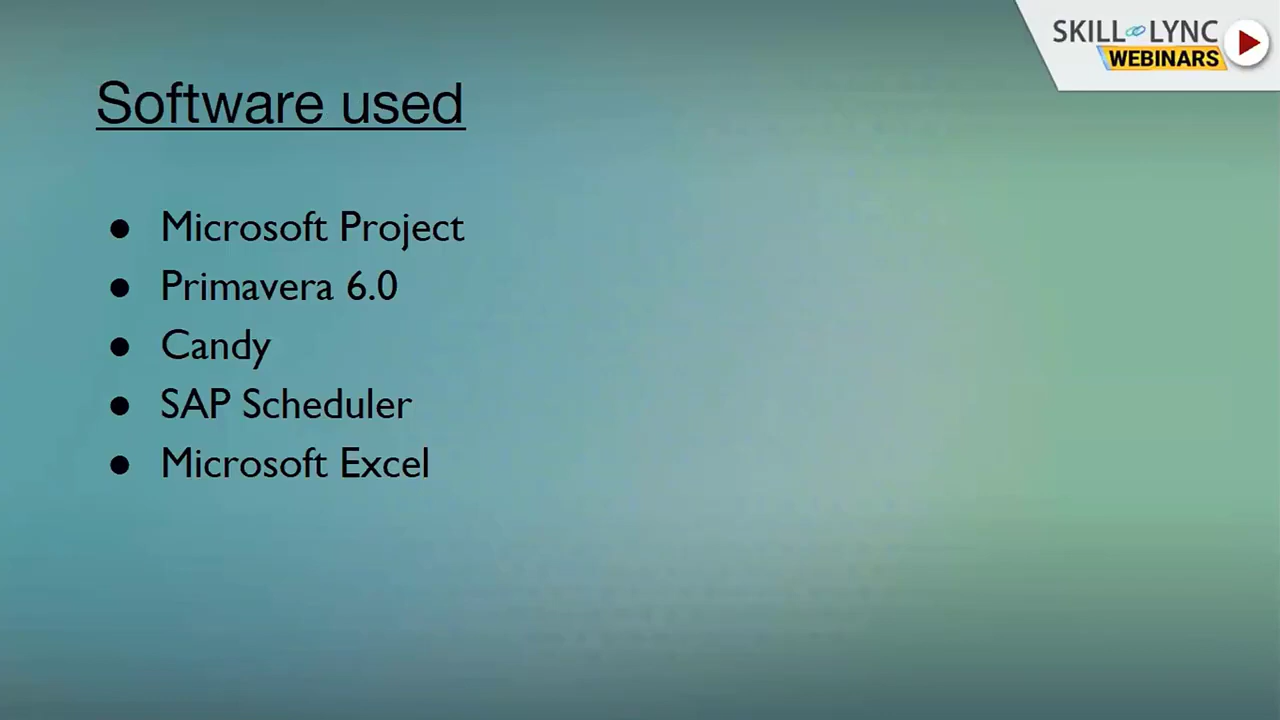 SKILL LYNC
WEBINARS
Software used
● Microsoft Project
● Primavera 6.0
● Candy
● SAP Scheduler
● Microsoft Excel